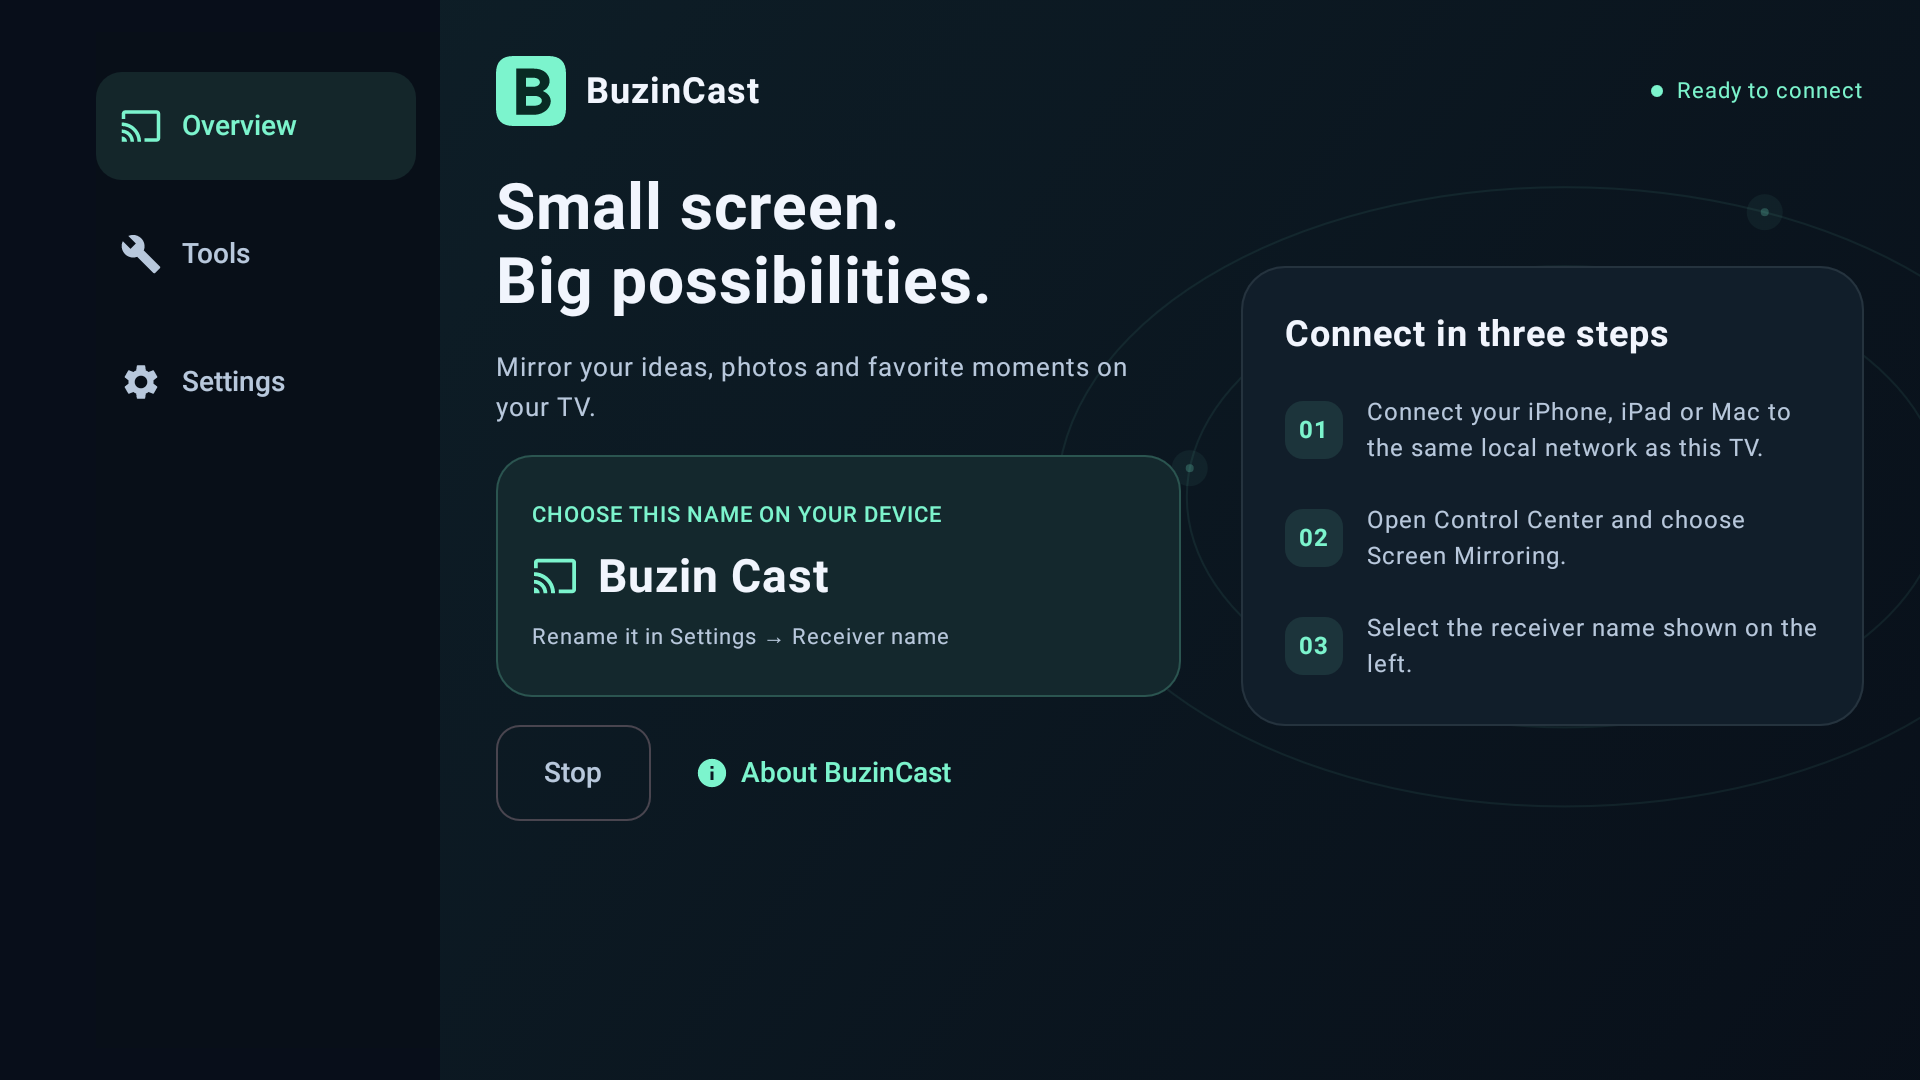 Overview
Tools
Settings
B
BuzinCast
Ready to connect
Small screen.
Big possibilities.
Mirror your ideas, photos and favorite moments on
your TV.
CHOOSE THIS NAME ON YOUR DEVICE
Buzin Cast
Rename it in Settings → Receiver name
Stop
About BuzinCast
Connect in three steps
01
Connect your iPhone, iPad or Mac to
the same local network as this TV.
02
Open Control Center and choose
Screen Mirroring.
03
Select the receiver name shown on the
left.